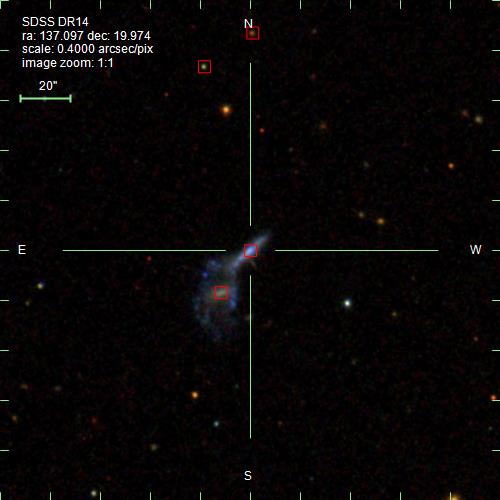 SDSS DR14
ra: 137.097 dec: 19.974
scale: 0.4000 arcsec/pix
image zoom: 1:1
20"
N
E
W
S